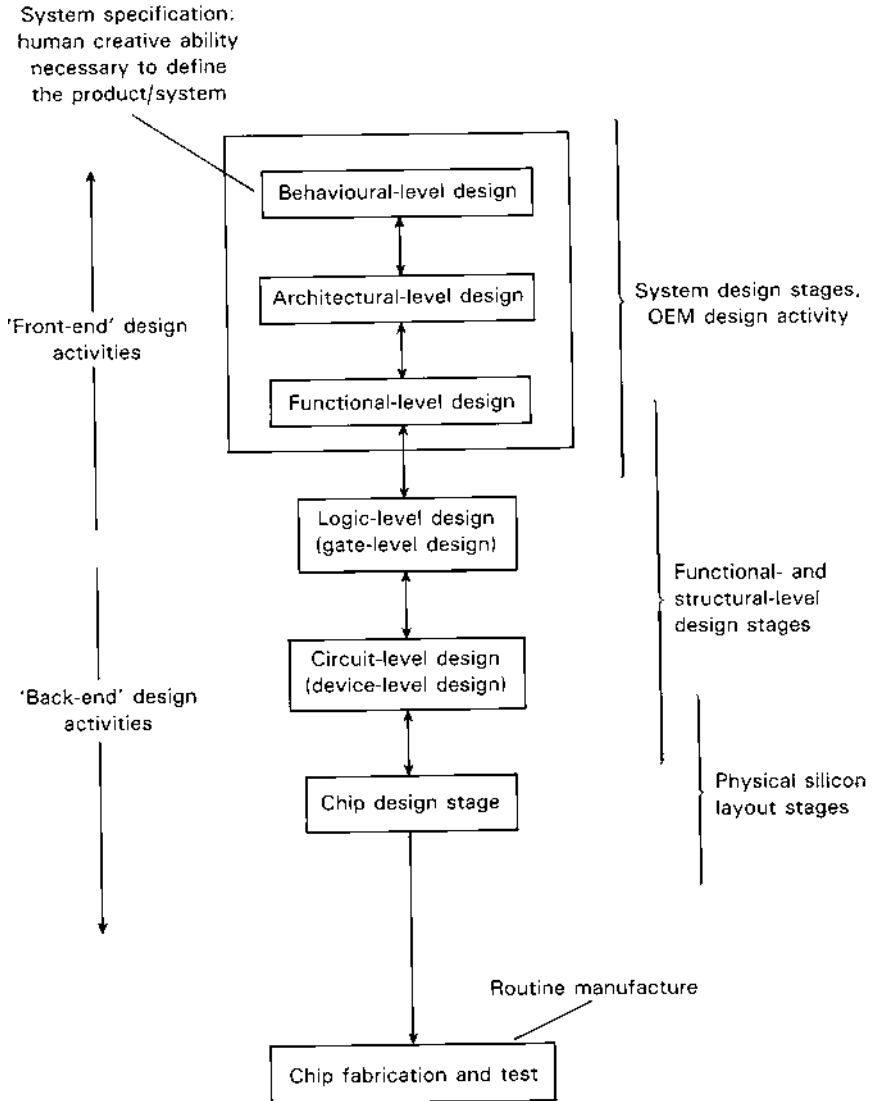 System specification:
human creative ability
necessary to define
the product/system
Behavioural-level design
Architectural-level design
Functional-level design
'Front-end' design
activities
System design stages,
OEM design activity
Logic-level design
(gate-level design)
Functional- and
structural-level
design stages
Circuit-level design
(device-level design)
'Back-end' design
activities
Chip design stage
Physical silicon
layout stages
Routine manufacture
Chip fabrication and test